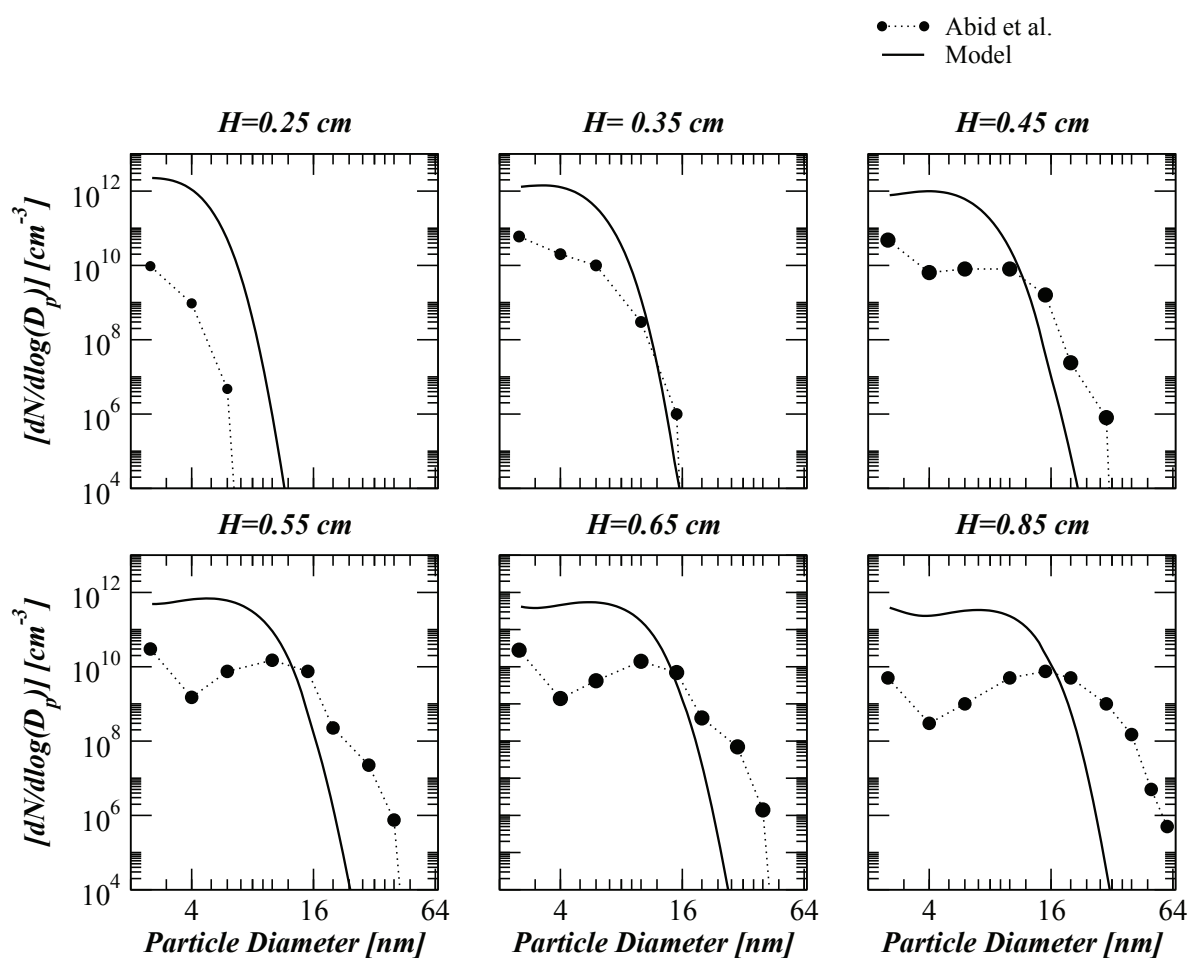 Abid et al.
Model
H=0.25 cm
H= 0.35 cm
H=0.45 cm
[dN/dlog(D_p)] [cm^-3]
10^12
10^10
10^8
10^6
10^4
H=0.55 cm
H=0.65 cm
H=0.85 cm
[dN/dlog(D_p)] [cm^-3]
10^12
10^10
10^8
10^6
10^4
4 16 64
4 16 64
4 16 64
Particle Diameter [nm]
Particle Diameter [nm]
Particle Diameter [nm]